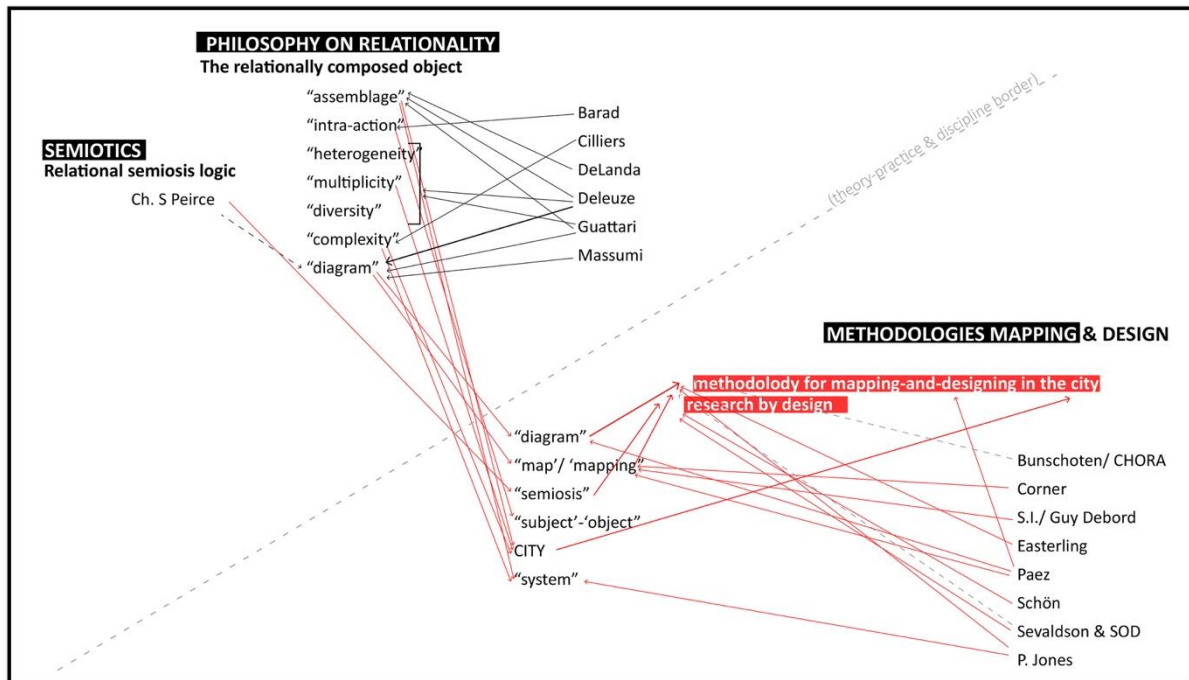 PHILOSOPHY ON RELATIONALITY
The relationally composed object
“assemblage”
“intra-action”
“heterogeneity”
“multiplicity”
“diversity”
“complexity”
“diagram”
Barad
Cilliers
DeLanda
Deleuze
Guattari
Massumi
SEMIOTICS
Relational semiosis logic
Ch. S Peirce
(theory-practice & discipline border)
METHODOLOGIES MAPPING & DESIGN
methodolody for mapping-and-designing in the city
research by design
“diagram”
“map’/ ‘mapping”
“semiosis”
“subject’-‘object”
CITY
“system”
Bunschoten/ CHORA
Corner
S.I./ Guy Debord
Easterling
Paez
Schön
Sevaldson & SOD
P. Jones